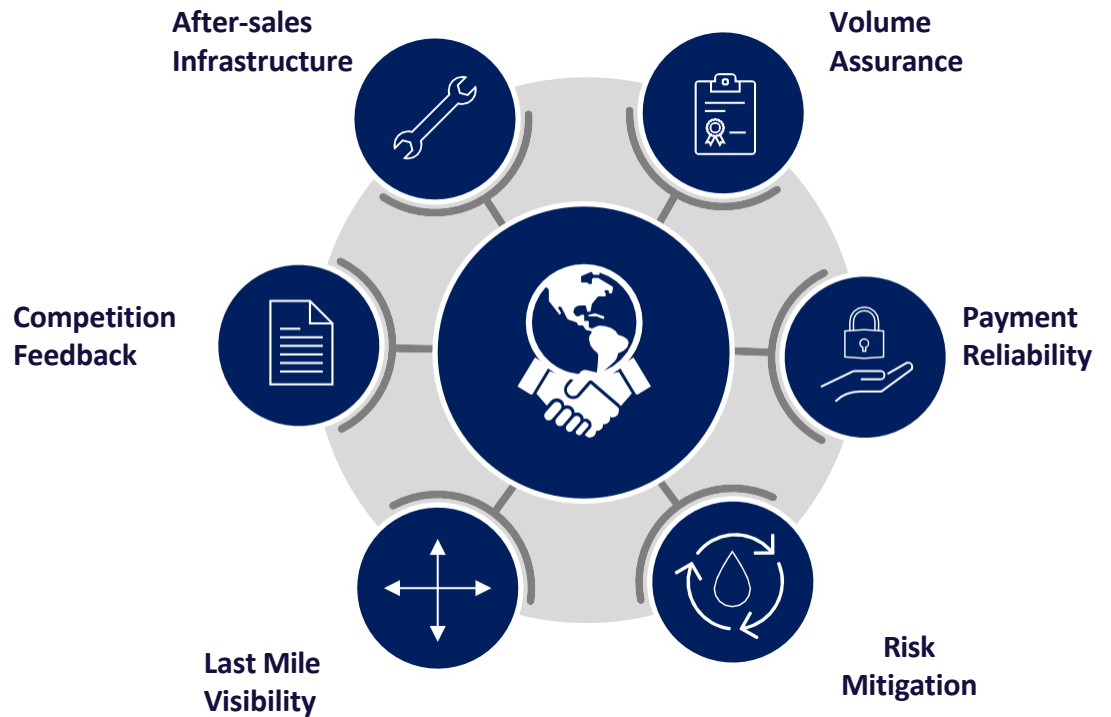 After-sales
Infrastructure
Volume
Assurance
Competition
Feedback
Payment
Reliability
Last Mile
Visibility
Risk
Mitigation